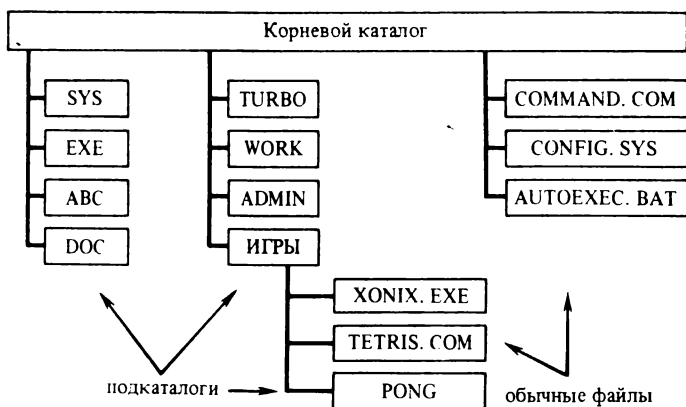 Корневой каталог
SYS
EXE
ABC
DOC
TURBO
WORK
ADMIN
ИГРЫ
XONIX. EXE
TETRIS. COM
PONG
COMMAND. COM
CONFIG. SYS
AUTOEXEC. BAT
подкаталоги
обычные файлы